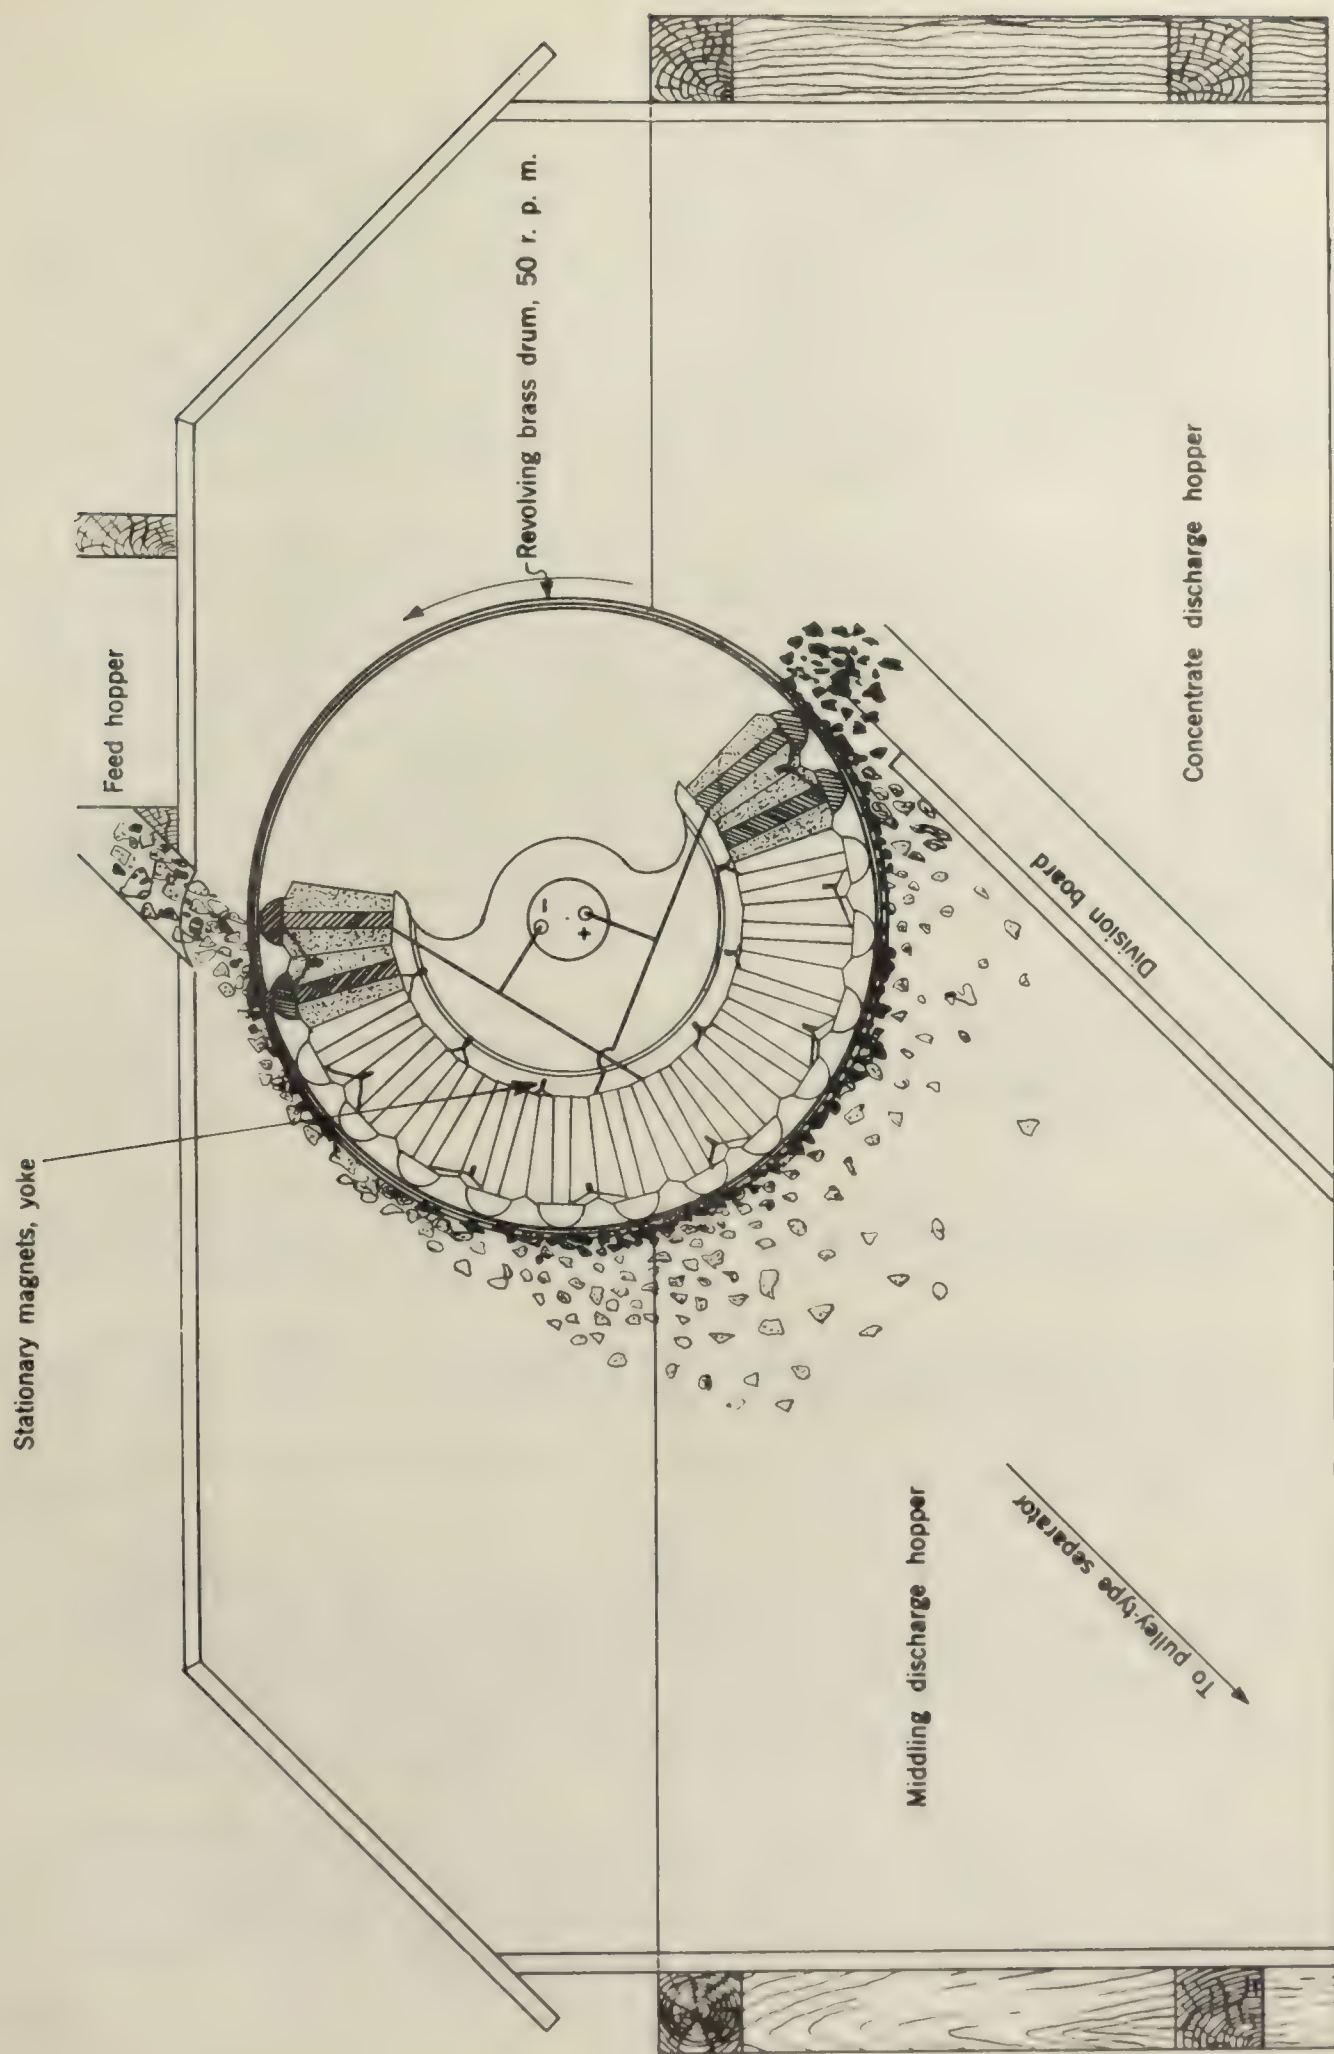 Stationary magnets, yoke
Feed hopper
Revolving brass drum, 50 r. p. m.
-
+
Middling discharge hopper
To pulley-type separator
Division board
Concentrate discharge hopper